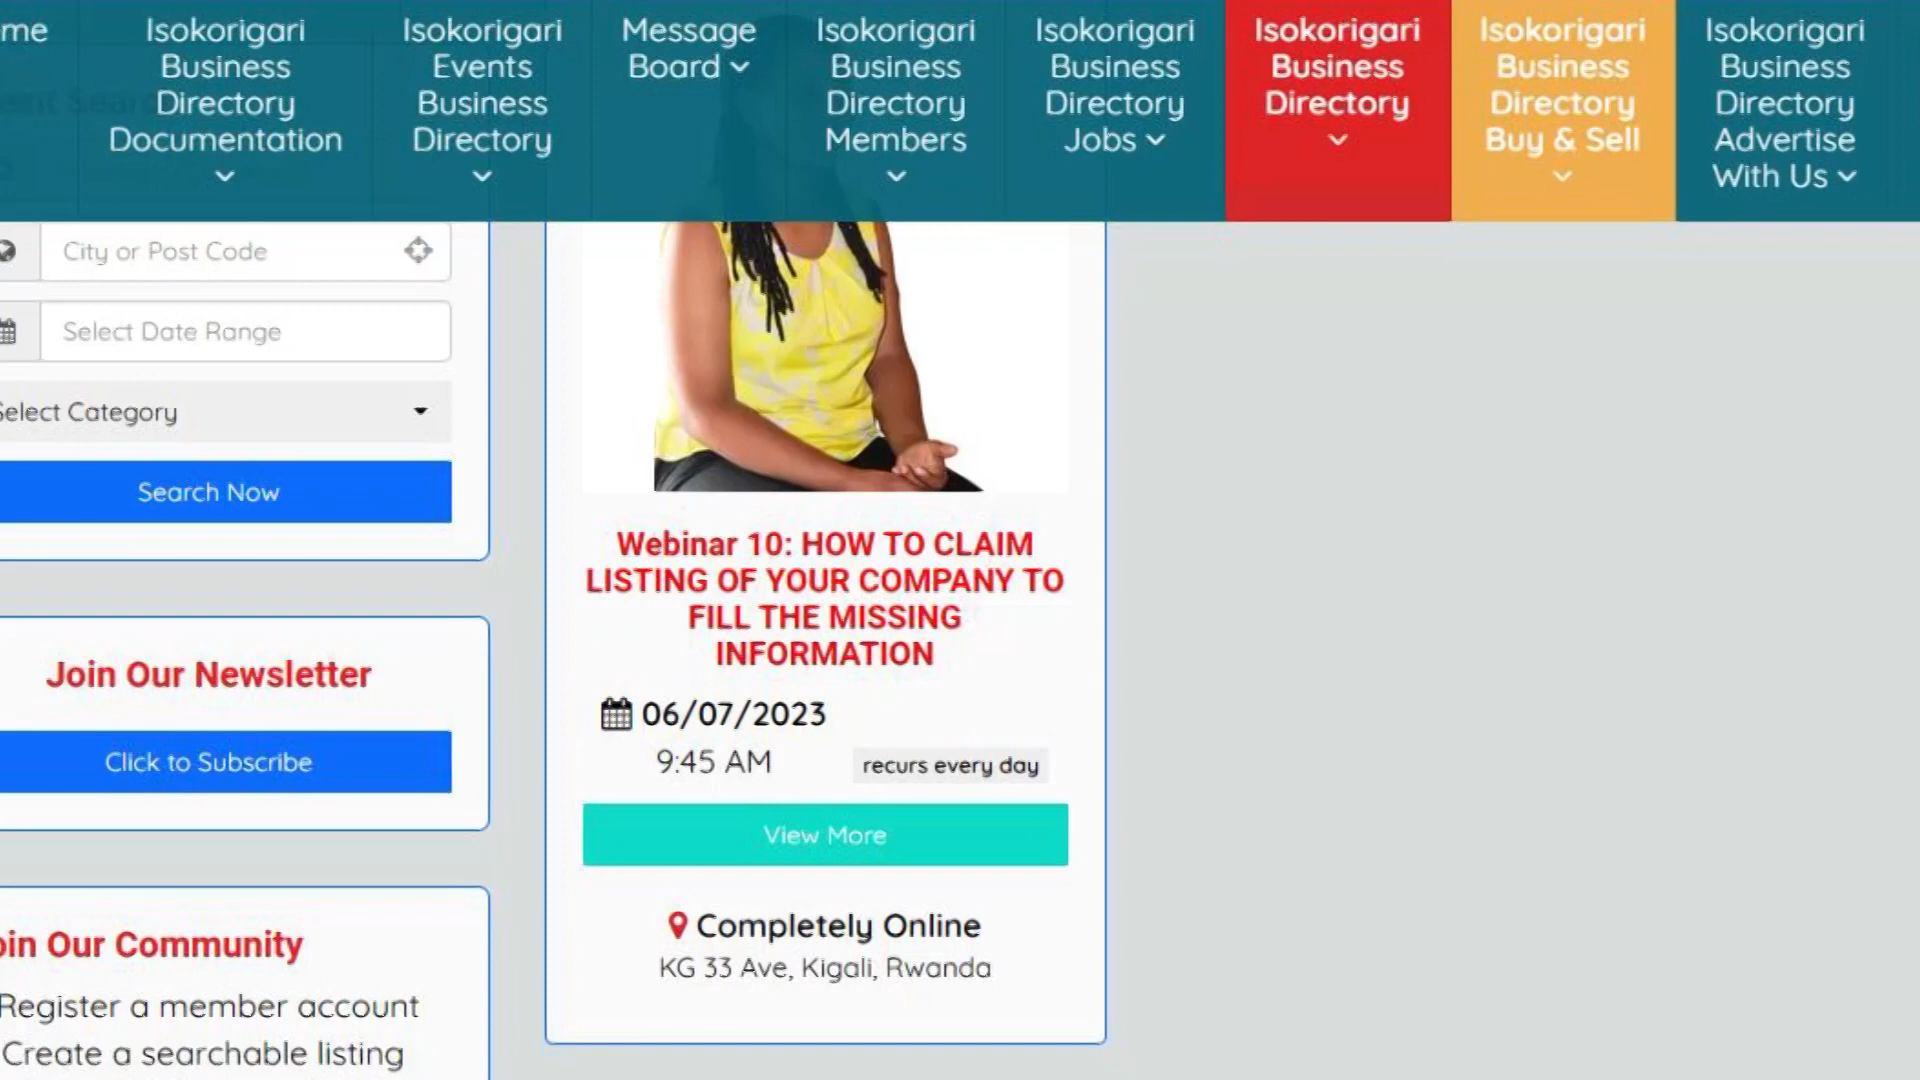 me
Isokorigari
Business
Directory
Documentation
Isokorigari
Events
Business
Directory
Message
Board
Isokorigari
Business
Directory
Members
Isokorigari
Business
Directory
Jobs
Isokorigari
Business
Directory
Isokorigari
Business
Directory
Buy & Sell
Isokorigari
Business
Directory
Advertise
With Us
City or Post Code
Select Date Range
Select Category
Search Now
Join Our Newsletter
Click to Subscribe
oin Our Community
Register a member account
Create a searchable listing
Webinar 10: HOW TO CLAIM
LISTING OF YOUR COMPANY TO
FILL THE MISSING
INFORMATION
06/07/2023
9:45 AM
recurs every day
View More
Completely Online
KG 33 Ave, Kigali, Rwanda